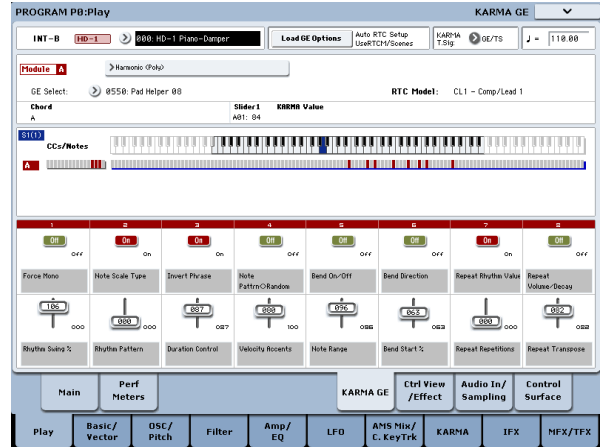 PROGRAM P0:Play KARMA GE
INT-B HD-1 000: HD-1 Piano-Damper Load GE Options Auto RTC Setup UseRTCM/Scenes KARMA T.Sig: GE/TS ♩= 110.00
Module A Harmonic (Poly)
GE Select: 0550: Pad Helper 08 RTC Model: CL1 - Comp/Lead 1
Chord Slider1 KARMA Value
A A01: 84
S1(1)
CCs/Notes
A
1 2 3 4 5 6 7 8
Off On On Off Off Off On Off
Off On On Off Off Off On Off
Force Mono Note Scale Type Invert Phrase Note Pattrn○Random Bend On/Off Bend Direction Repeat Rhythm Value Repeat Volume/Decay
106 000 087 088 096 063 000 082
000 000 087 100 086 063 000 082
Rhythm Swing % Rhythm Pattern Duration Control Velocity Accents Note Range Bend Start % Repeat Repetitions Repeat Transpose
Main Perf Meters KARMA GE Ctrl View /Effect Audio In/ Sampling Control Surface
Play Basic/ Vector OSC/ Pitch Filter Amp/ EQ LFO AMS Mix/ C. KeyTrk KARMA IFX MFX/TFX